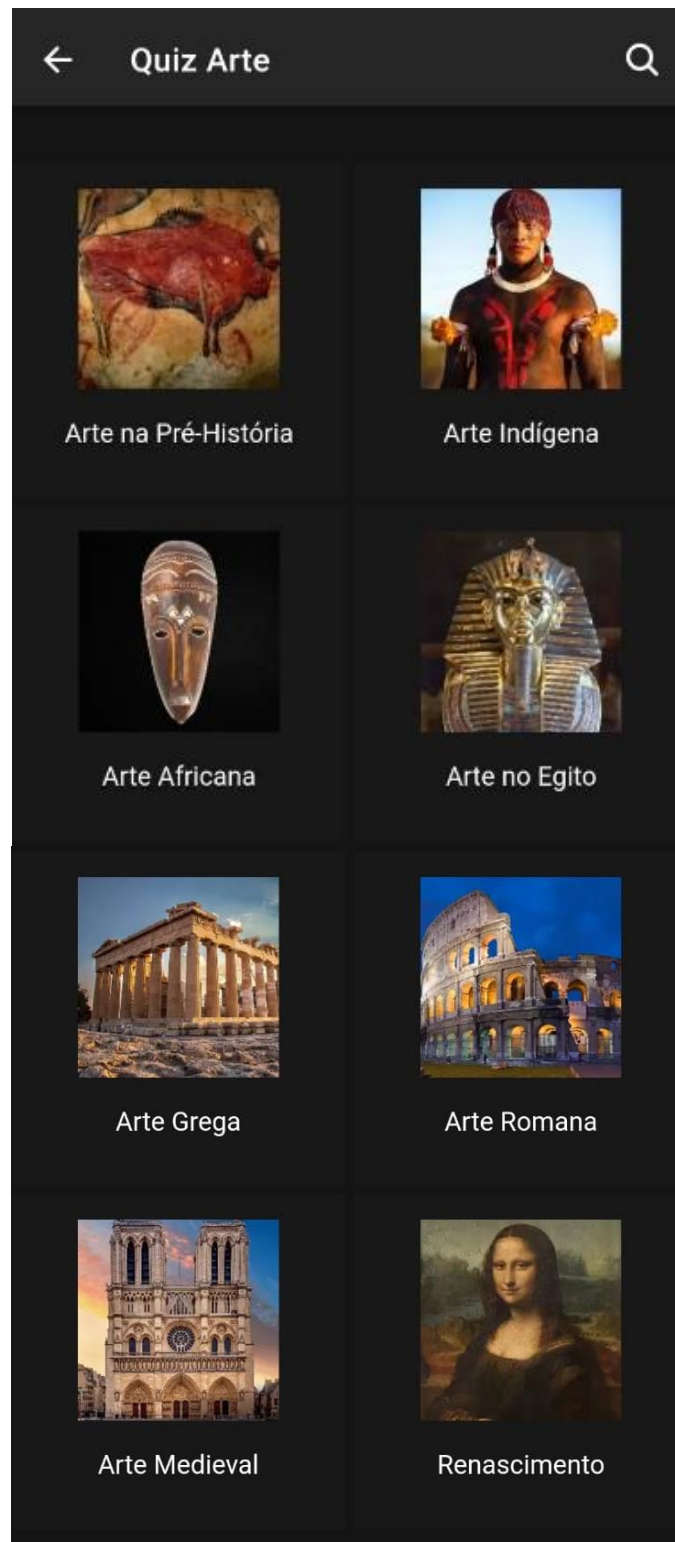 Quiz Arte
Arte na Pré-História
Arte Indígena
Arte Africana
Arte no Egito
Arte Grega
Arte Romana
Arte Medieval
Renascimento